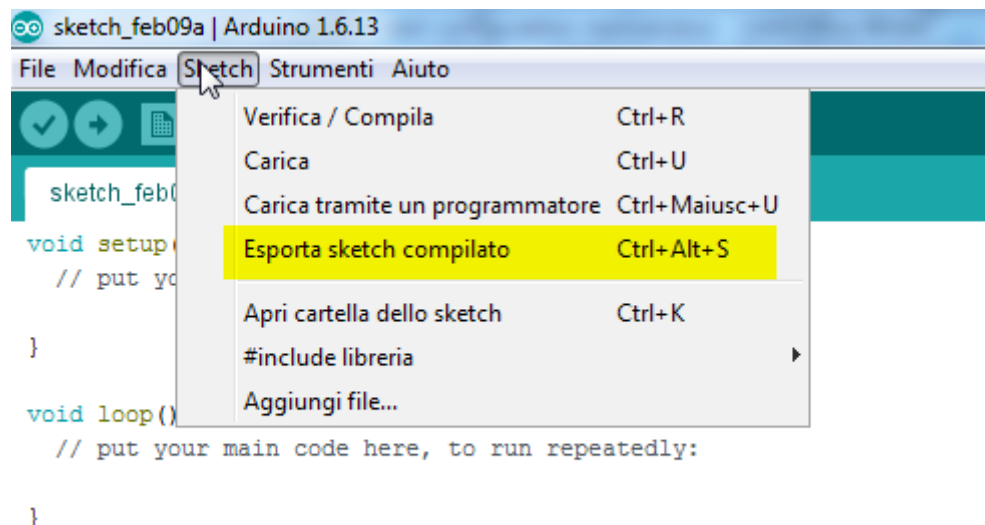 sketch_feb09a | Arduino 1.6.13
File Modifica Sketch Strumenti Aiuto
Verifica / Compila Ctrl+R
Carica Ctrl+U
sketch_feb0
Carica tramite un programmatore Ctrl+Maiusc+U
void setup(
Esporta sketch compilato Ctrl+Alt+S
// put yo
Apri cartella dello sketch Ctrl+K
}
#include libreria
Aggiungi file...
void loop()
// put your main code here, to run repeatedly:
}